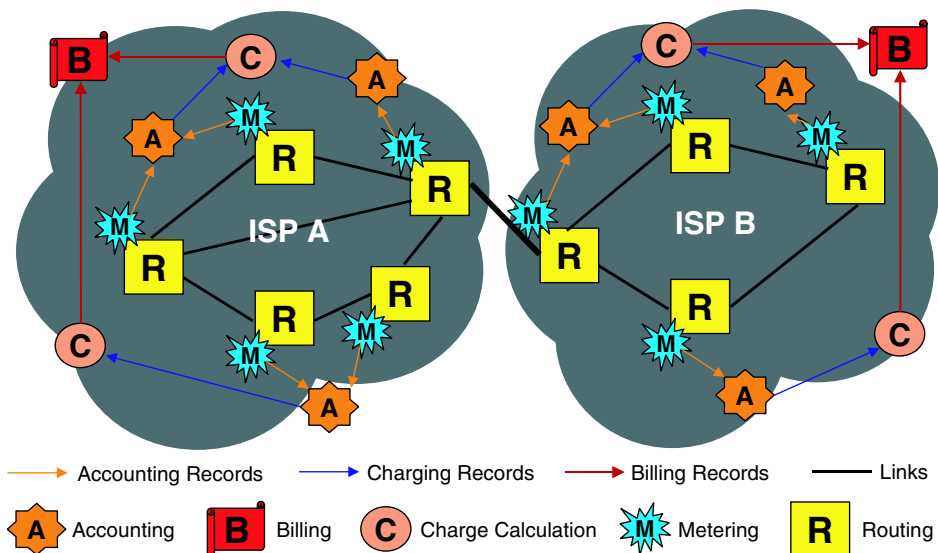 B
C
A
C
B
A
M
A
M
A
M
M
A
M
R
R
R
R
M
M
ISP A
ISP B
R
R
R
R
R
M
M
M
C
C
A
A
Accounting Records
Charging Records
Billing Records
Links
A
Accounting
B
Billing
C
Charge Calculation
M
Metering
R
Routing